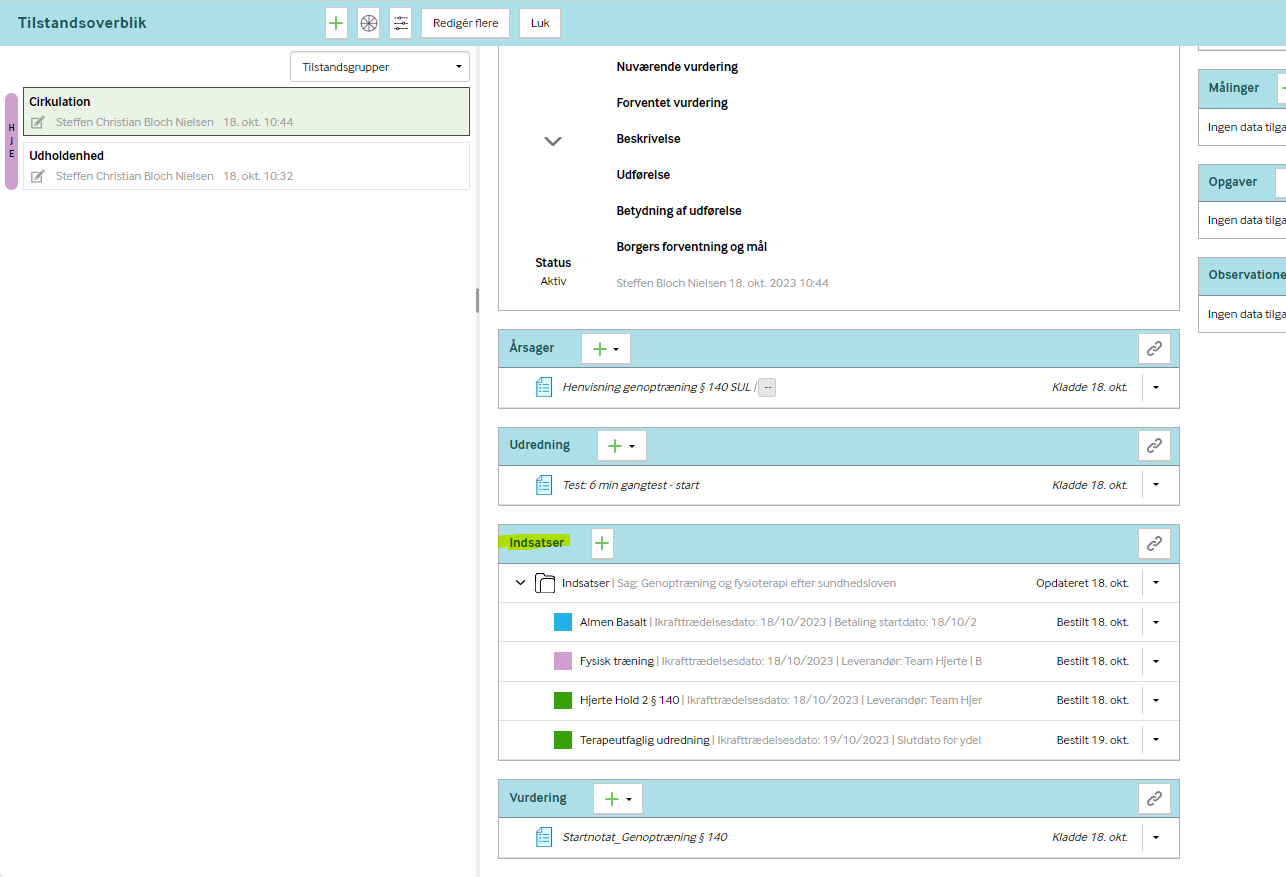 Tilstandsoverblik
Redigér flere
Luk
Tilstandsgrupper
H
J
E
Cirkulation
Steffen Christian Bloch Nielsen 18. okt. 10:44
Udholdenhed
Steffen Christian Bloch Nielsen 18. okt. 10:32
Nuværende vurdering
Forventet vurdering
Beskrivelse
Udførelse
Betydning af udførelse
Borgers forventning og mål
Status
Aktiv
Steffen Bloch Nielsen 18. okt. 2023 10:44
Årsager
Henvisning genoptræning § 140 SUL | -- Kladde 18. okt.
Udredning
Test: 6 min gangtest - start Kladde 18. okt.
Indsatser
Indsatser | Sag: Genoptræning og fysioterapi efter sundhedsloven Opdateret 18. okt.
Almen Basalt | Ikrafttrædelsesdato: 18/10/2023 | Betaling startdato: 18/10/2 Bestilt 18. okt.
Fysisk træning | Ikrafttrædelsesdato: 18/10/2023 | Leverandør: Team Hjerte | B Bestilt 18. okt.
Hjerte Hold 2 § 140 | Ikrafttrædelsesdato: 18/10/2023 | Leverandør: Team Hjer Bestilt 18. okt.
Terapeutfaglig udredning | Ikrafttrædelsesdato: 19/10/2023 | Slutdato for ydel Bestilt 19. okt.
Vurdering
Startnotat_Genoptræning § 140 Kladde 18. okt.
Målinger
Ingen data tilga
Opgaver
Ingen data tilga
Observatione
Ingen data tilga